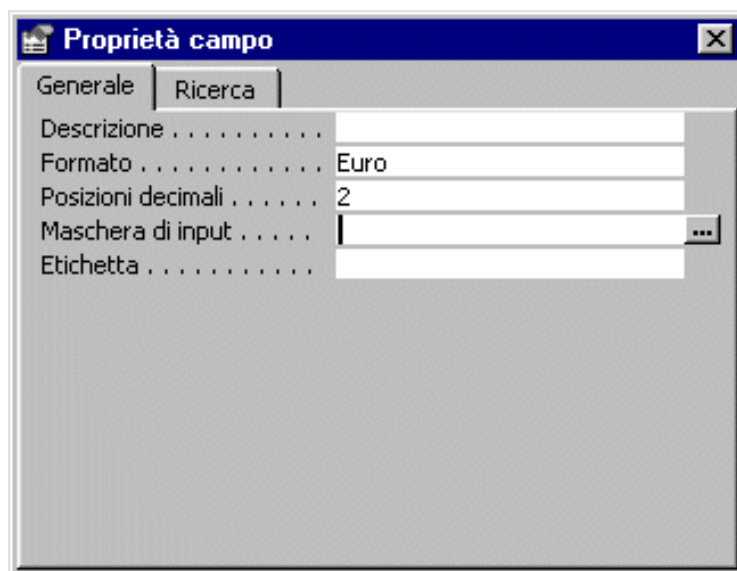 Proprietà campo
Generale Ricerca
Descrizione . . . . . . . . . .
Formato . . . . . . . . . . . . Euro
Posizioni decimali . . . . . . 2
Maschera di input . . . . . ...
Etichetta . . . . . . . . . . .